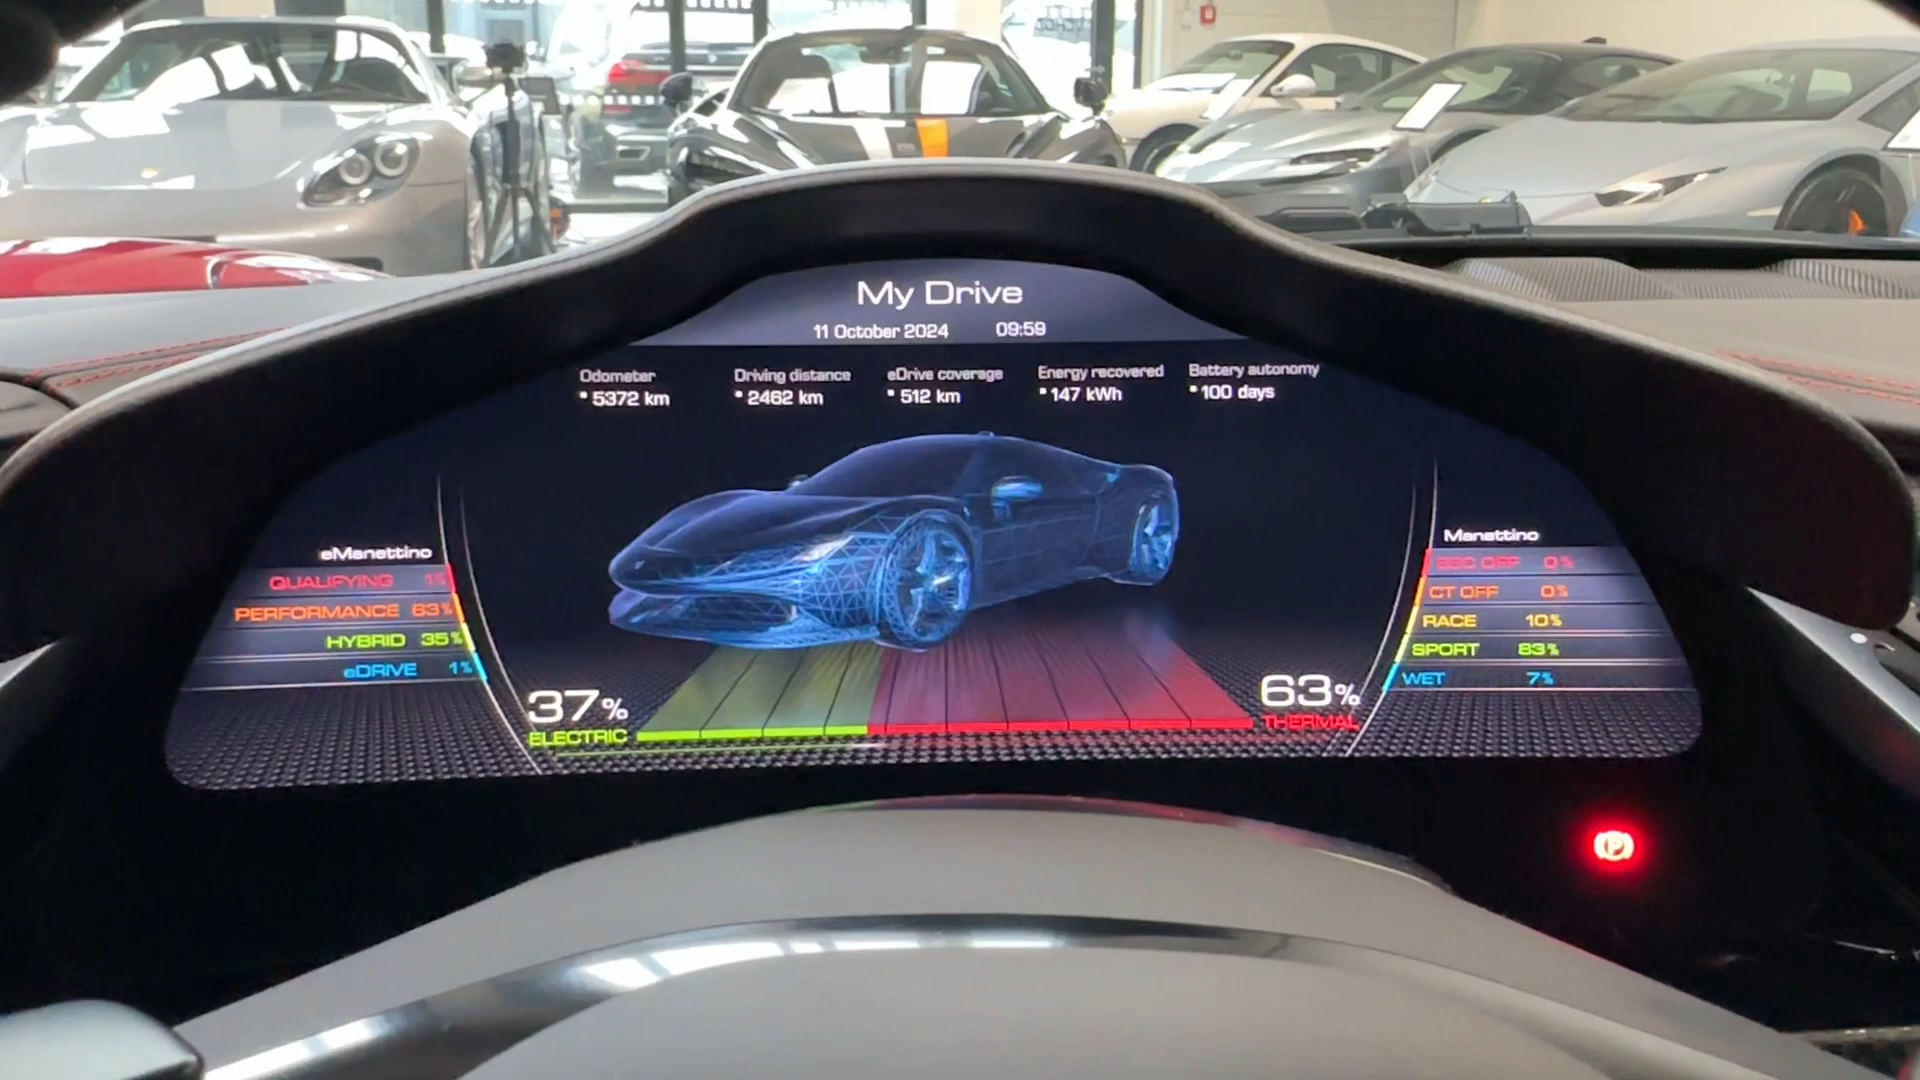 My Drive
11 October 2024 09:59
Odometer Driving distance eDrive coverage Energy recovered Battery autonomy
5372 km 2462 km 512 km 147 kWh 100 days
eManettino
QUALIFYING 1%
PERFORMANCE 63%
HYBRID 35%
eDRIVE 1%
Manettino
ESC OFF 0%
CT OFF 0%
RACE 10%
SPORT 83%
WET 7%
37%
ELECTRIC
63%
THERMAL
P